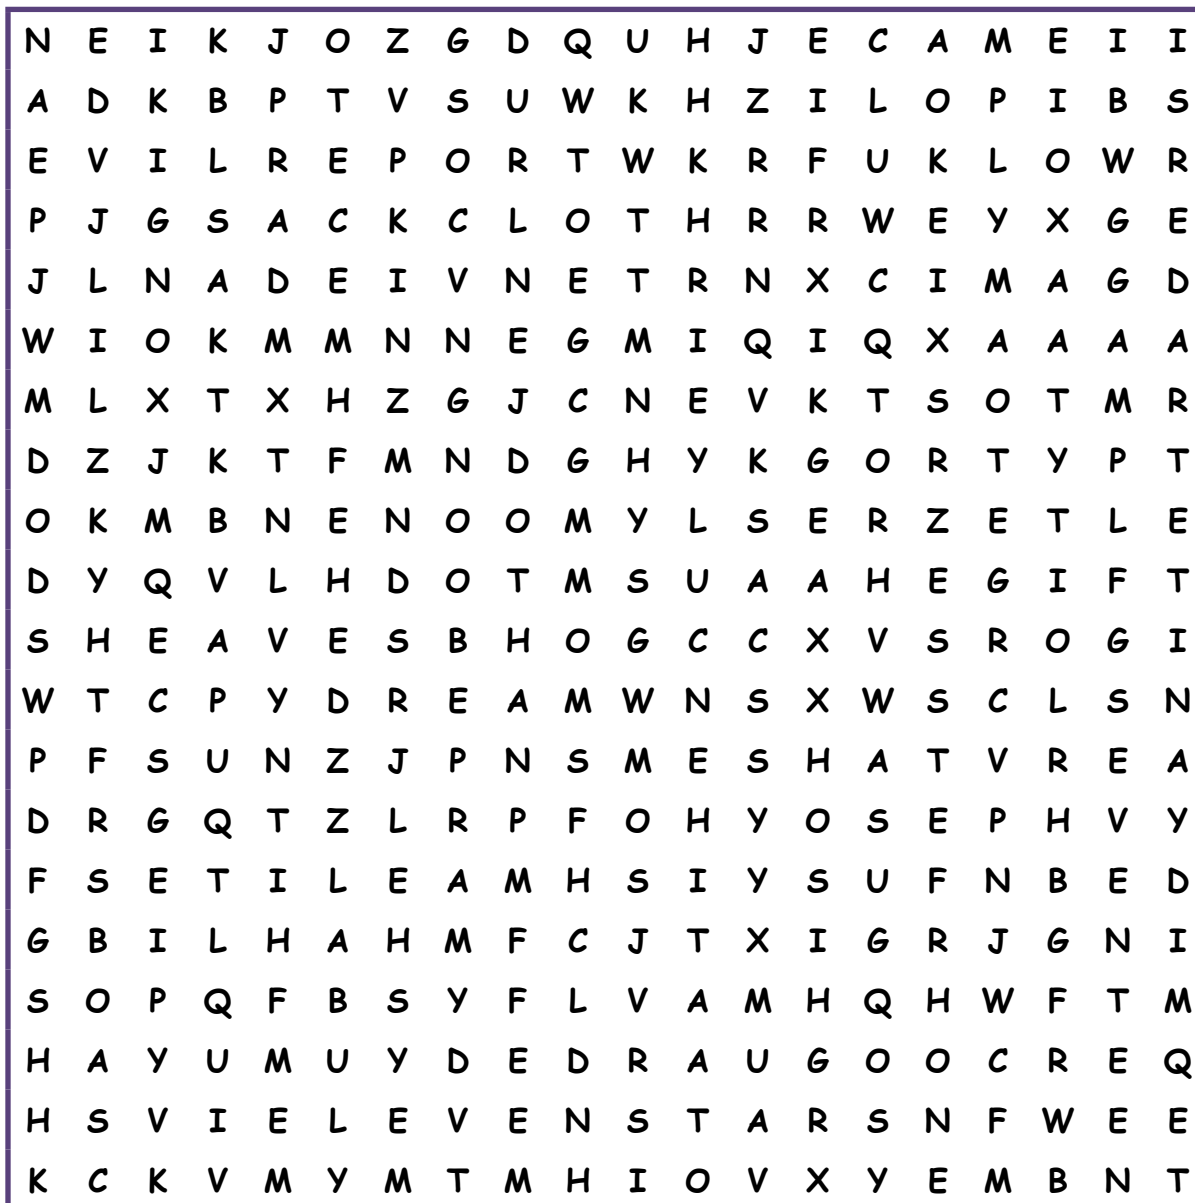 N E I K J O Z G D Q U H J E C A M E I I
A D K B P T V S U W K H Z I L O P I B S
E V I L R E P O R T W K R F U K L O W R
P J G S A C K C L O T H R R W E Y X G E
J L N A D E I V N E T R N X C I M A G D
W I O K M M N N E G M I Q I Q X A A A A
M L X T X H Z G J C N E V K T S O T M R
D Z J K T F M N D G H Y K G O R T Y P T
O K M B N E N O O M Y L S E R Z E T L E
D Y Q V L H D O T M S U A A H E G I F T
S H E A V E S B H O G C C X V S R O G I
W T C P Y D R E A M W N S X W S C L S N
P F S U N Z J P N S M E S H A T V R E A
D R G Q T Z L R P F O H Y O S E P H V Y
F S E T I L E A M H S I Y S U F N B E D
G B I L H A H M F C J T X I G R J G N I
S O P Q F B S Y F L V A M H Q H W F T M
H A Y U M U Y D E D R A U G O O C R E Q
H S V I E L E V E N S T A R S N F W E E
K C K V M Y M T M H I O V X Y E M B N T